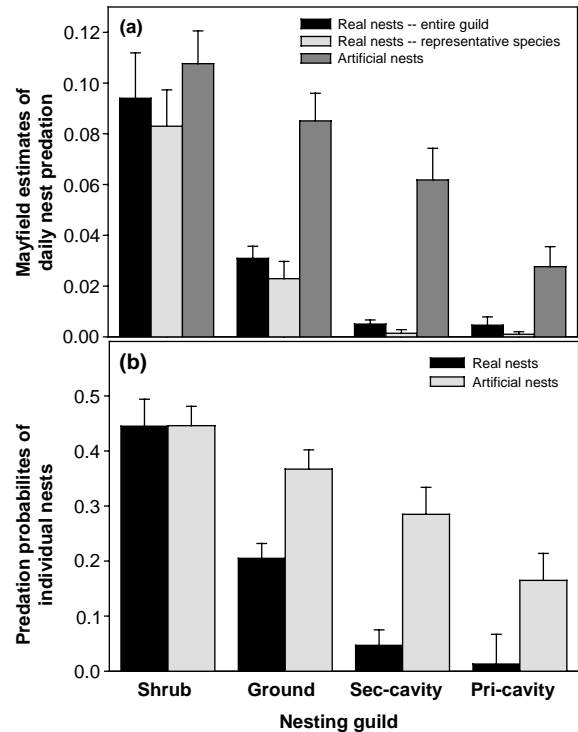 (a)
Real nests -- entire guild
Real nests -- representative species
Artificial nests
Mayfield estimates of
daily nest predation
0.12
0.10
0.08
0.06
0.04
0.02
0.00
(b)
Real nests
Artificial nests
Predation probabilites of
individual nests
0.5
0.4
0.3
0.2
0.1
0.0
Shrub Ground Sec-cavity Pri-cavity
Nesting guild